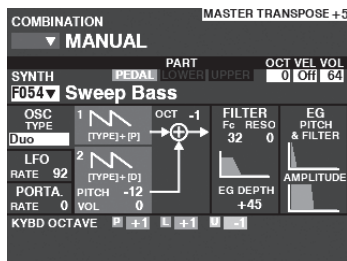 MASTER TRANSPOSE +5
COMBINATION
MANUAL
PART
OCT VEL VOL
SYNTH PEDAL LOWER UPPER 0 Off 64
F054 Sweep Bass
OSC TYPE
Duo
1
[TYPE]+[P]
OCT -1
FILTER
Fc RESO
32 0
EG
PITCH & FILTER
LFO
RATE 92
2
[TYPE]+[D]
PITCH -12
VOL 0
EG DEPTH
+45
AMPLITUDE
PORTA.
RATE 0
KYBD OCTAVE P +1 L +1 U -1